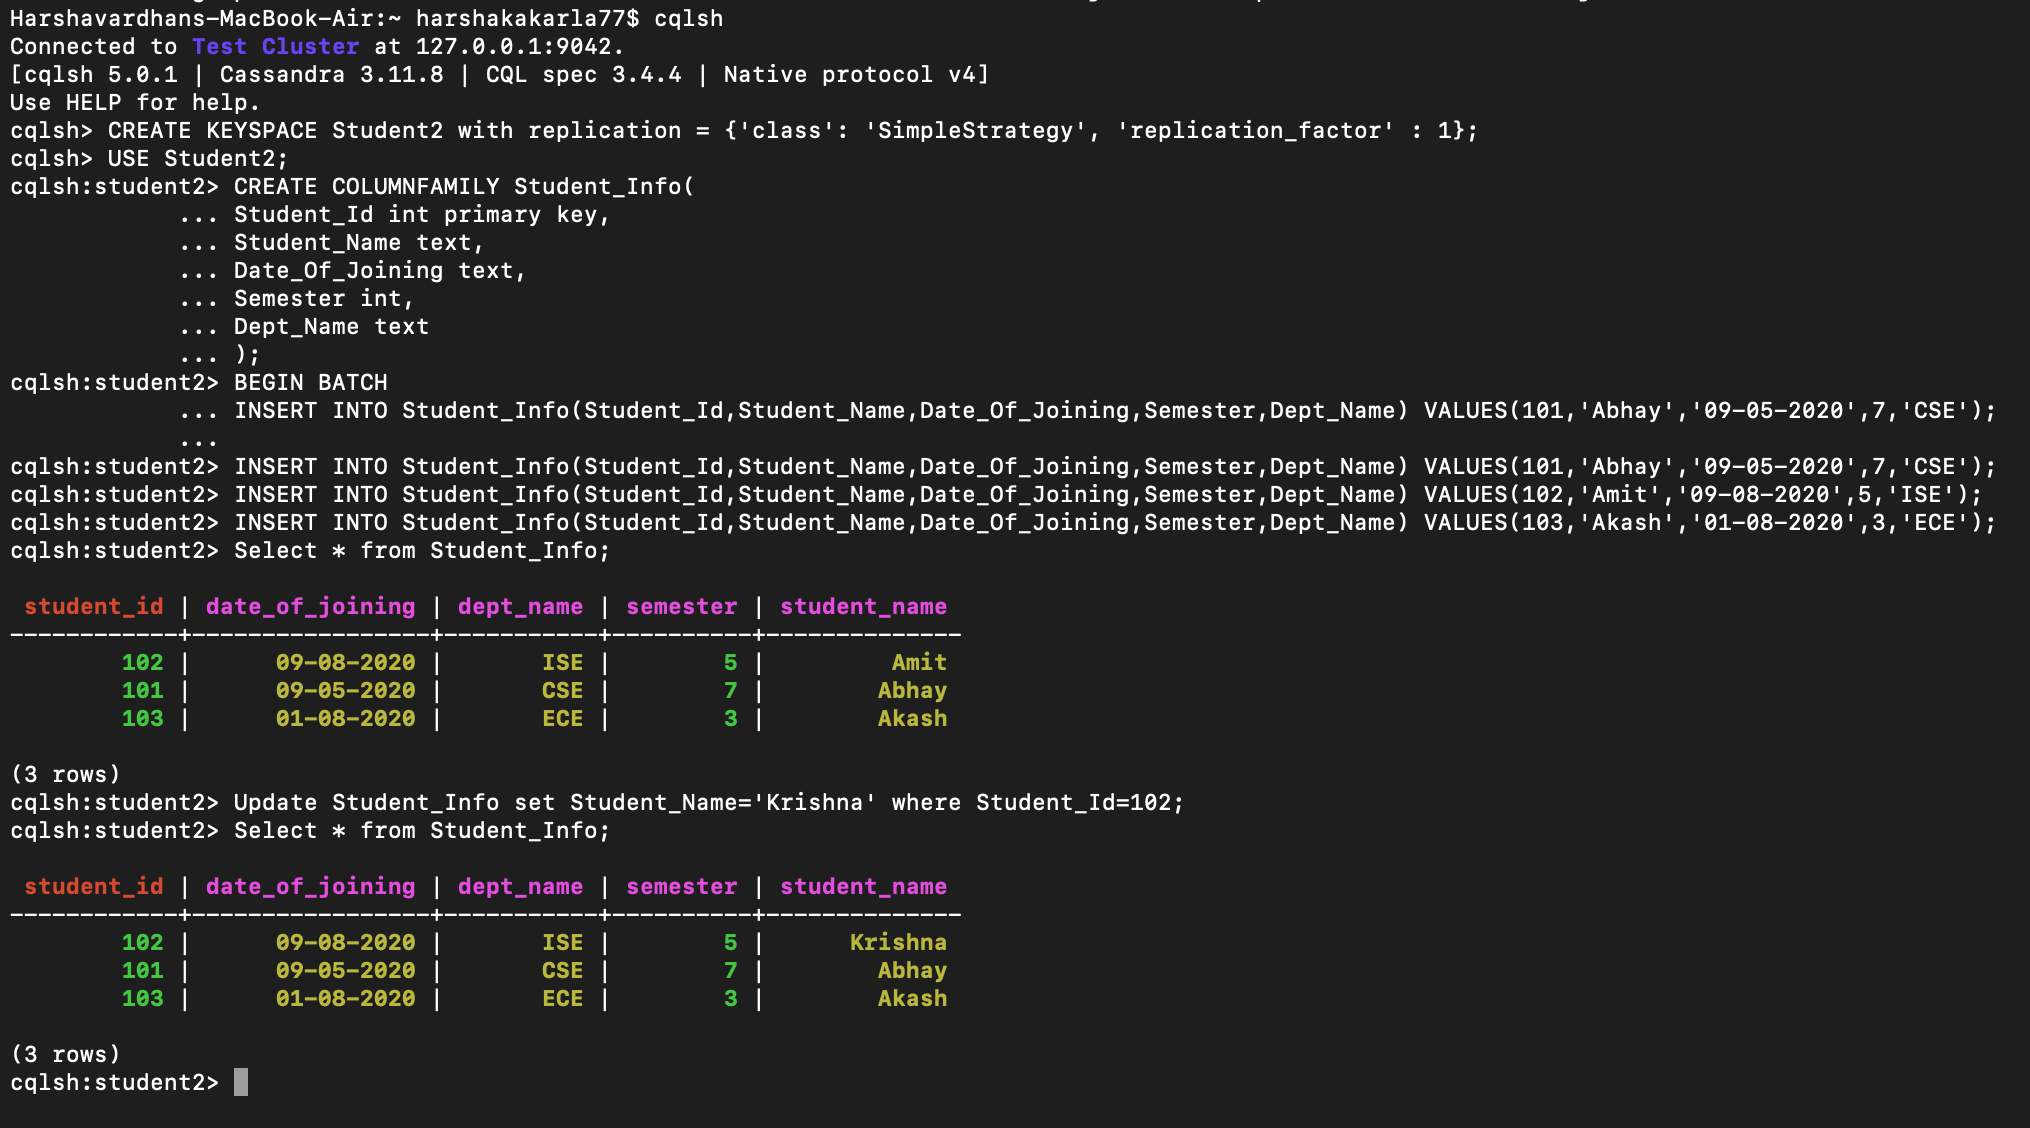 Harshavardhans-MacBook-Air:~ harshakakarla77$ cqlsh
Connected to Test Cluster at 127.0.0.1:9042.
[cqlsh 5.0.1 | Cassandra 3.11.8 | CQL spec 3.4.4 | Native protocol v4]
Use HELP for help.
cqlsh> CREATE KEYSPACE Student2 with replication = {'class': 'SimpleStrategy', 'replication_factor' : 1};
cqlsh> USE Student2;
cqlsh:student2> CREATE COLUMNFAMILY Student_Info(
            ... Student_Id int primary key,
            ... Student_Name text,
            ... Date_Of_Joining text,
            ... Semester int,
            ... Dept_Name text
            ... );
cqlsh:student2> BEGIN BATCH
            ... INSERT INTO Student_Info(Student_Id,Student_Name,Date_Of_Joining,Semester,Dept_Name) VALUES(101,'Abhay','09-05-2020',7,'CSE');
            ...
cqlsh:student2> INSERT INTO Student_Info(Student_Id,Student_Name,Date_Of_Joining,Semester,Dept_Name) VALUES(101,'Abhay','09-05-2020',7,'CSE');
cqlsh:student2> INSERT INTO Student_Info(Student_Id,Student_Name,Date_Of_Joining,Semester,Dept_Name) VALUES(102,'Amit','09-08-2020',5,'ISE');
cqlsh:student2> INSERT INTO Student_Info(Student_Id,Student_Name,Date_Of_Joining,Semester,Dept_Name) VALUES(103,'Akash','01-08-2020',3,'ECE');
cqlsh:student2> Select * from Student_Info;

 student_id | date_of_joining | dept_name | semester | student_name
------------+-----------------+-----------+----------+--------------
        102 |      09-08-2020 |       ISE |        5 |         Amit
        101 |      09-05-2020 |       CSE |        7 |        Abhay
        103 |      01-08-2020 |       ECE |        3 |        Akash

(3 rows)
cqlsh:student2> Update Student_Info set Student_Name='Krishna' where Student_Id=102;
cqlsh:student2> Select * from Student_Info;

 student_id | date_of_joining | dept_name | semester | student_name
------------+-----------------+-----------+----------+--------------
        102 |      09-08-2020 |       ISE |        5 |      Krishna
        101 |      09-05-2020 |       CSE |        7 |        Abhay
        103 |      01-08-2020 |       ECE |        3 |        Akash

(3 rows)
cqlsh:student2>